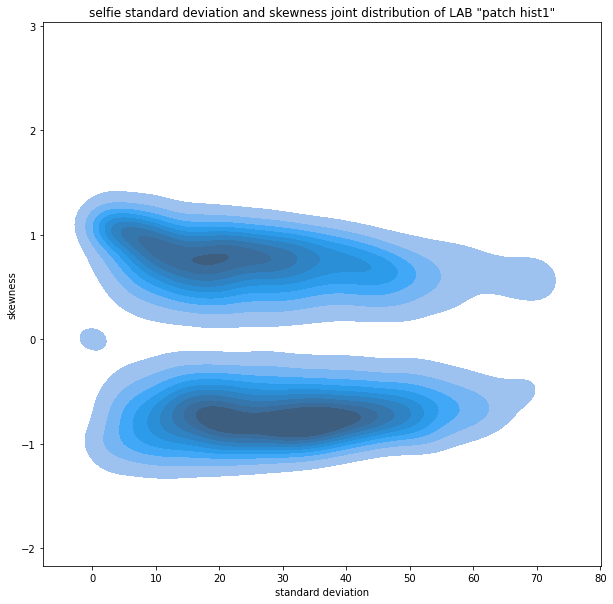 selfie standard deviation and skewness joint distribution of LAB "patch hist1"
3
2
1
0
−1
−2
skewness
0 10 20 30 40 50 60 70 80
standard deviation